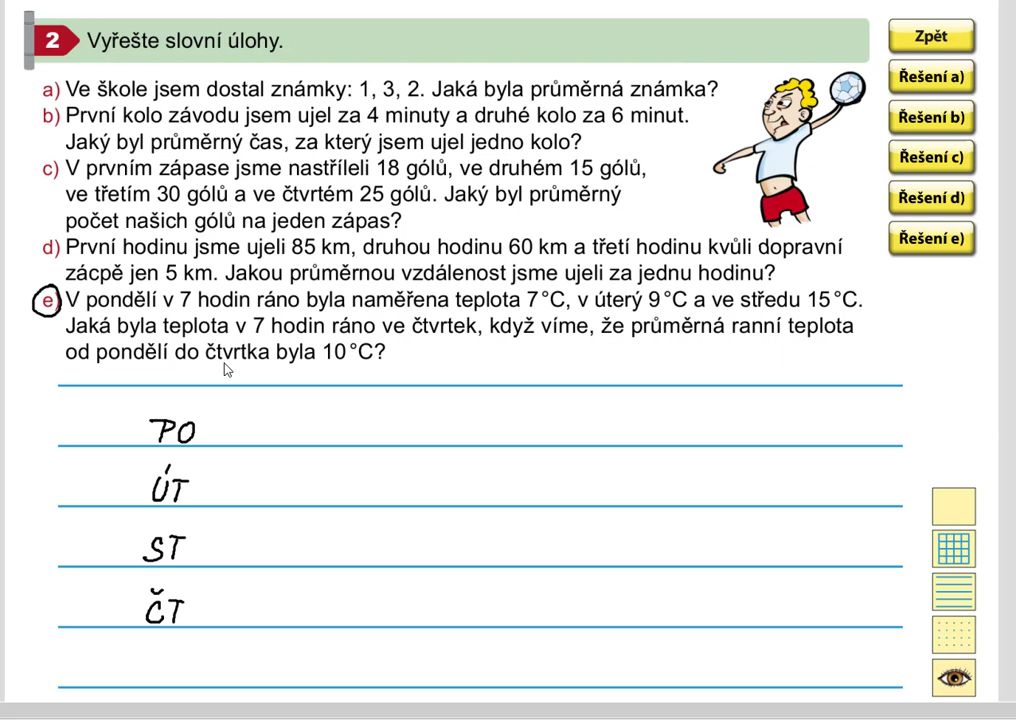 2 Vyřešte slovní úlohy.
Zpět
Řešení a)
Řešení b)
Řešení c)
Řešení d)
Řešení e)
a) Ve škole jsem dostal známky: 1, 3, 2. Jaká byla průměrná známka?
b) První kolo závodu jsem ujel za 4 minuty a druhé kolo za 6 minut.
Jaký byl průměrný čas, za který jsem ujel jedno kolo?
c) V prvním zápase jsme nastříleli 18 gólů, ve druhém 15 gólů,
ve třetím 30 gólů a ve čtvrtém 25 gólů. Jaký byl průměrný
počet našich gólů na jeden zápas?
d) První hodinu jsme ujeli 85 km, druhou hodinu 60 km a třetí hodinu kvůli dopravní
zácpě jen 5 km. Jakou průměrnou vzdálenost jsme ujeli za jednu hodinu?
e) V pondělí v 7 hodin ráno byla naměřena teplota 7 °C, v úterý 9 °C a ve středu 15 °C.
Jaká byla teplota v 7 hodin ráno ve čtvrtek, když víme, že průměrná ranní teplota
od pondělí do čtvrtka byla 10 °C?
PO
ÚT
ST
ČT